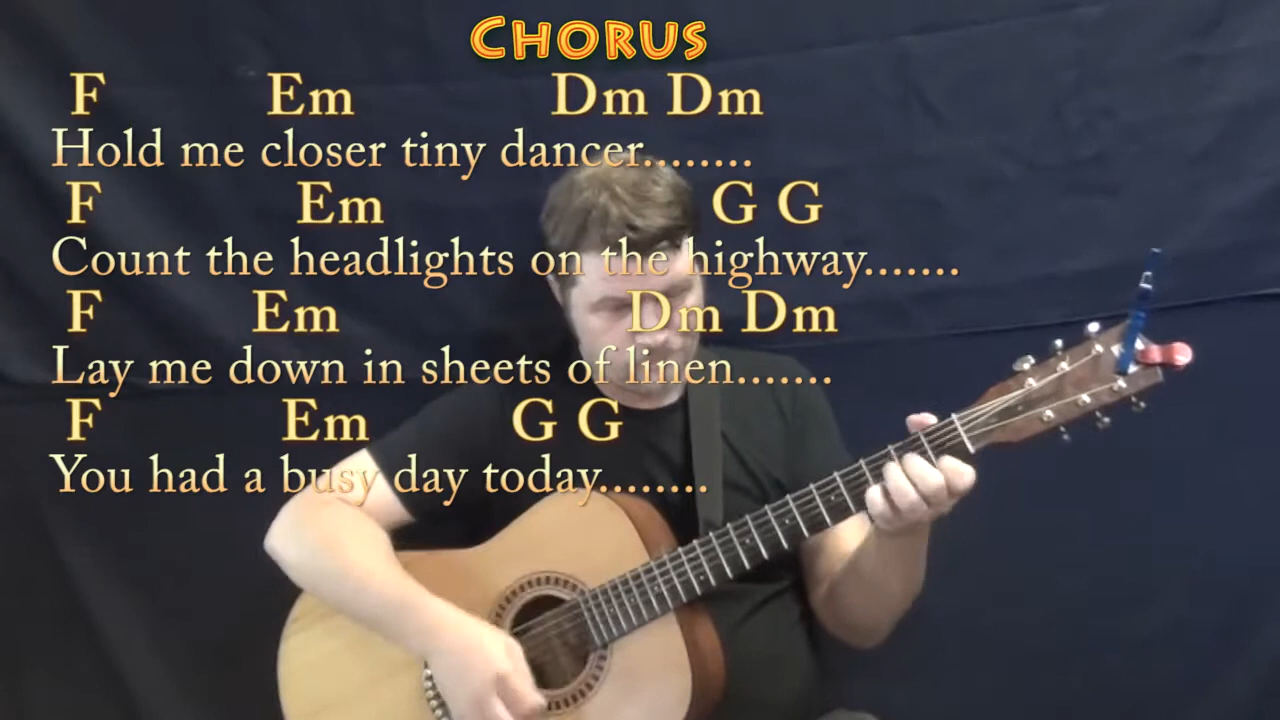 CHORUS
F Em Dm Dm
Hold me closer tiny dancer........
F Em G G
Count the headlights on the highway.......
F Em Dm Dm
Lay me down in sheets of linen.......
F Em G G
You had a busy day today........